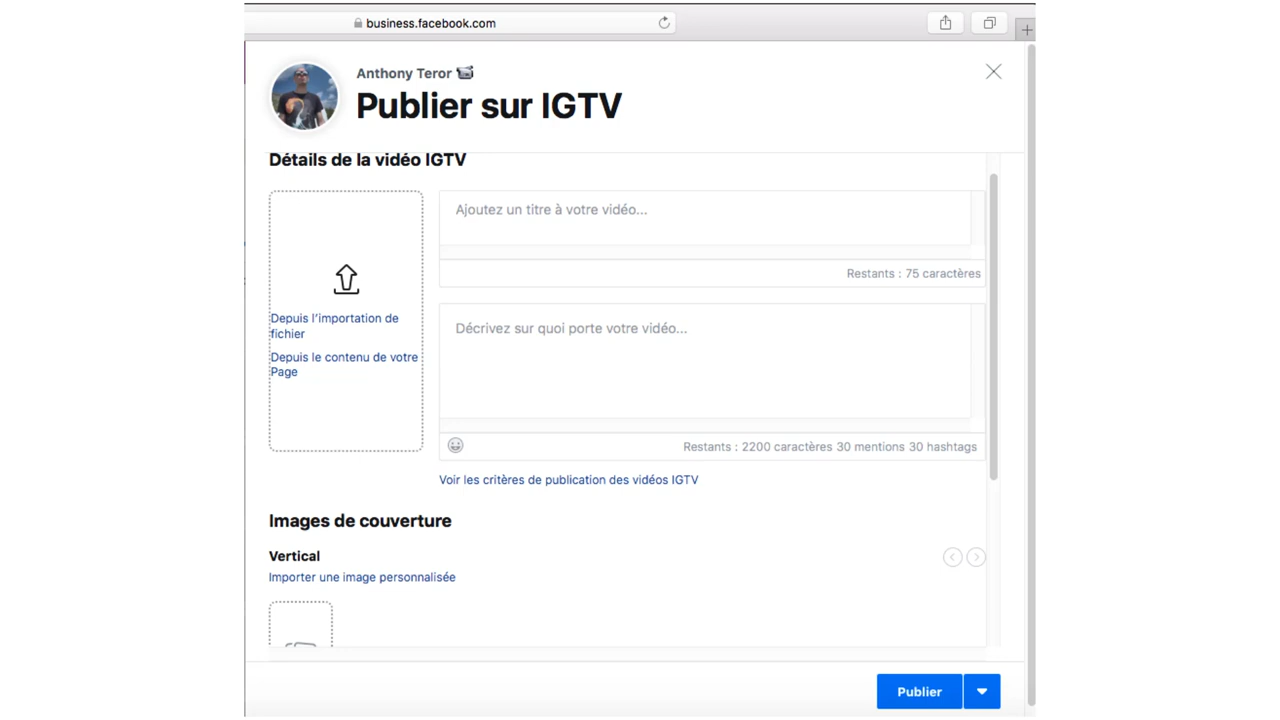 business.facebook.com
Anthony Teror
Publier sur IGTV
Détails de la vidéo IGTV
Ajoutez un titre à votre vidéo...
Restants : 75 caractères
Depuis l’importation de
fichier
Depuis le contenu de votre
Page
Décrivez sur quoi porte votre vidéo...
Restants : 2200 caractères 30 mentions 30 hashtags
Voir les critères de publication des vidéos IGTV
Images de couverture
Vertical
Importer une image personnalisée
Publier